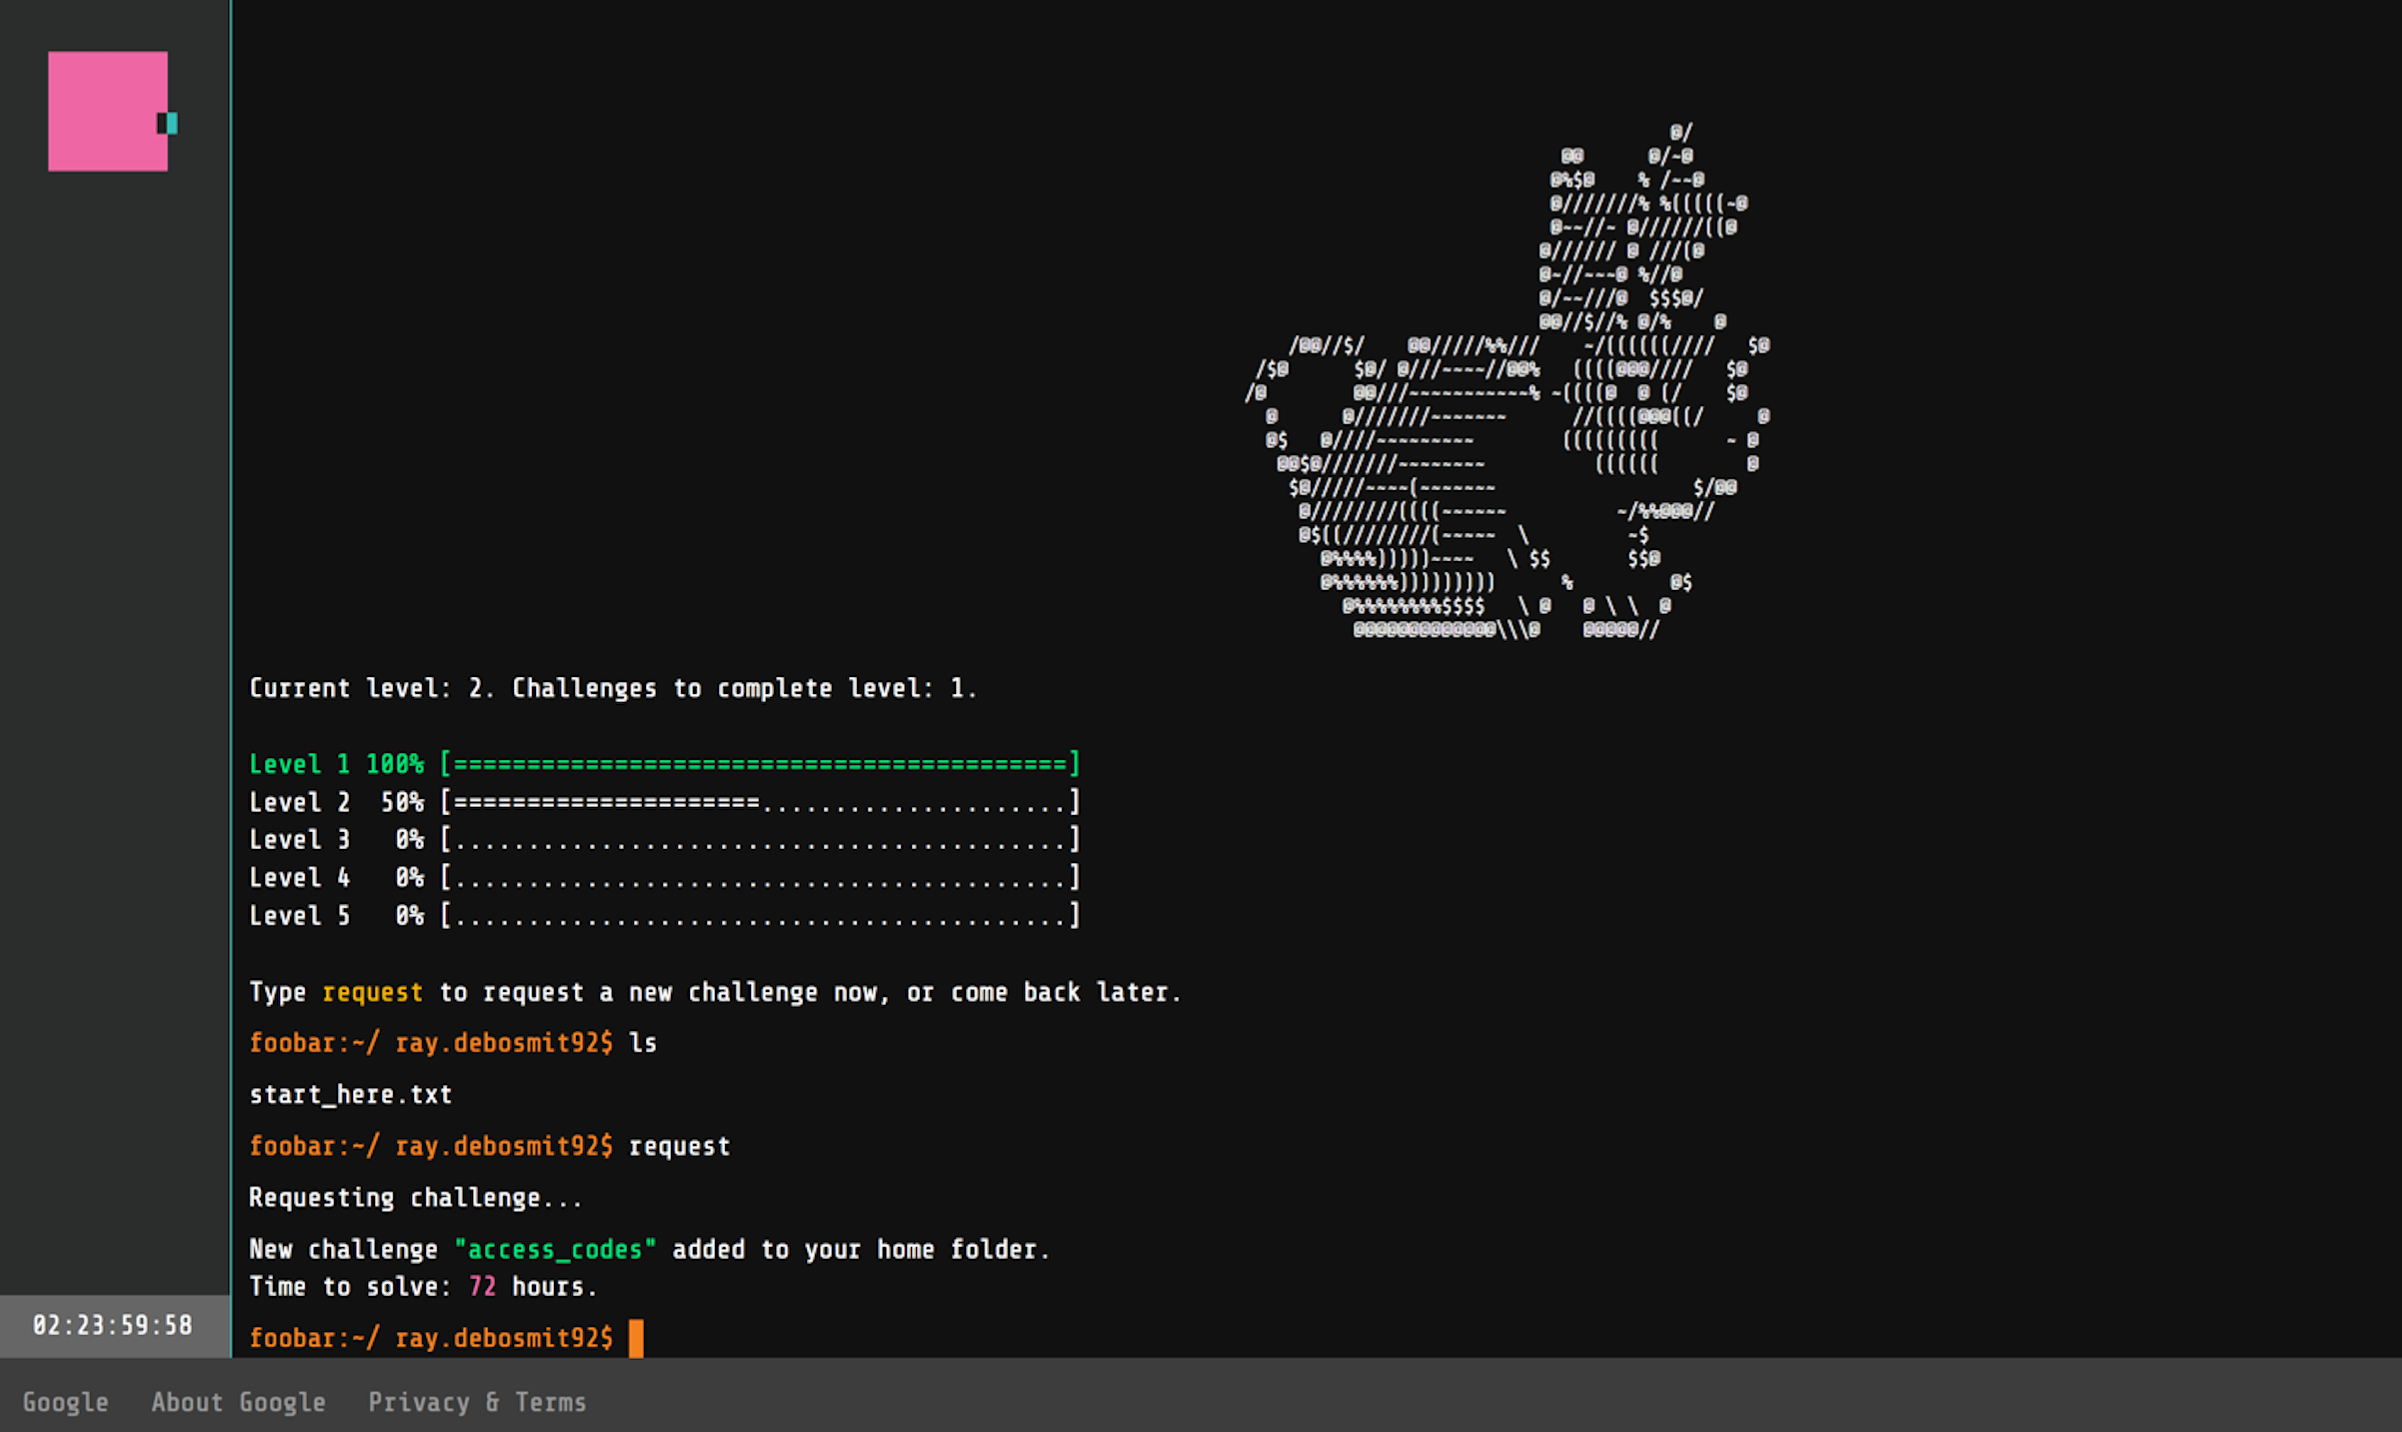 Current level: 2. Challenges to complete level: 1.
Level 1 100% [==========================================]
Level 2 50% [=====================.....................]
Level 3 0% [..........................................]
Level 4 0% [..........................................]
Level 5 0% [..........................................]
Type request to request a new challenge now, or come back later.
foobar:~/ ray.debosmit92$ ls
start_here.txt
foobar:~/ ray.debosmit92$ request
Requesting challenge...
New challenge "access_codes" added to your home folder.
Time to solve: 72 hours.
02:23:59:58
foobar:~/ ray.debosmit92$
Google About Google Privacy & Terms